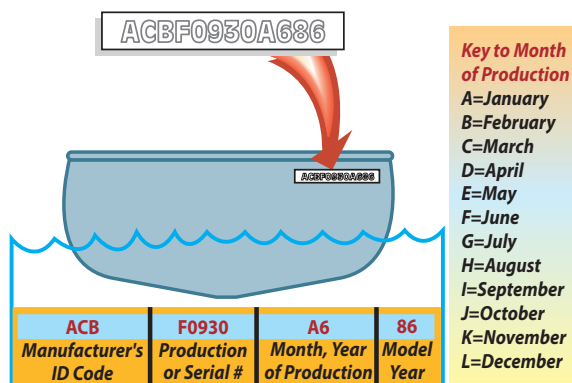 ACBF0930A686
ACBF0930A686
ACB
Manufacturer's
ID Code
F0930
Production
or Serial #
A6
Month, Year
of Production
86
Model
Year
Key to Month
of Production
A=January
B=February
C=March
D=April
E=May
F=June
G=July
H=August
I=September
J=October
K=November
L=December